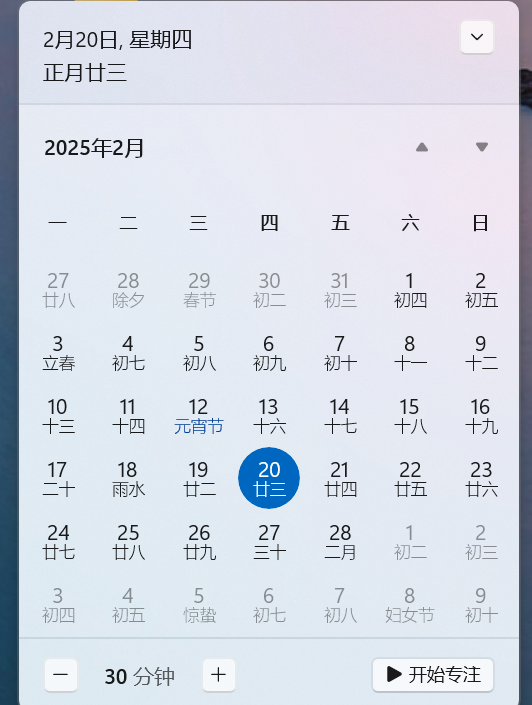 2月20日, 星期四
正月廿三
2025年2月
一 二 三 四 五 六 日
27 28 29 30 31 1 2
廿八 除夕 春节 初二 初三 初四 初五
3 4 5 6 7 8 9
立春 初七 初八 初九 初十 十一 十二
10 11 12 13 14 15 16
十三 十四 元宵节 十六 十七 十八 十九
17 18 19 20 21 22 23
二十 雨水 廿二 廿三 廿四 廿五 廿六
24 25 26 27 28 1 2
廿七 廿八 廿九 三十 二月 初二 初三
3 4 5 6 7 8 9
初四 初五 惊蛰 初七 初八 妇女节 初十
30 分钟 开始专注